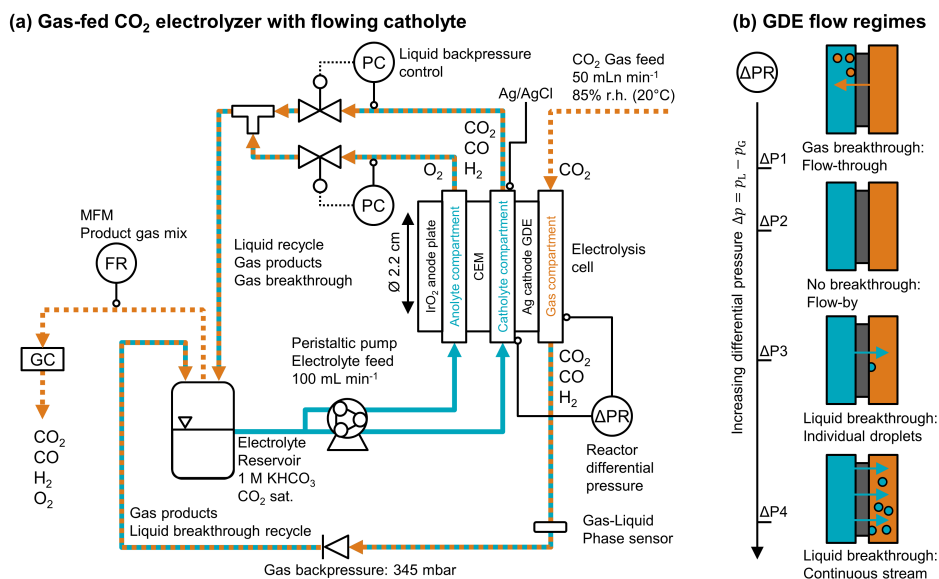 (a) Gas-fed CO₂ electrolyzer with flowing catholyte
PC
Liquid backpressure
control
CO₂ Gas feed
50 mLn min⁻¹
85% r.h. (20°C)
Ag/AgCl
CO₂
CO
H₂
O₂
CO₂
PC
MFM
Product gas mix
FR
Liquid recycle
Gas products
Gas breakthrough
Ø 2.2 cm
IrO₂ anode plate
Anolyte compartment
CEM
Catholyte compartment
Ag cathode GDE
Gas compartment
Electrolysis
cell
GC
Peristaltic pump
Electrolyte feed
100 mL min⁻¹
CO₂
CO
H₂
ΔPR
Reactor
differential
pressure
CO₂
CO
H₂
O₂
Electrolyte
Reservoir
1 M KHCO₃
CO₂ sat.
Gas products
Liquid breakthrough recycle
Gas-Liquid
Phase sensor
Gas backpressure: 345 mbar
(b) GDE flow regimes
ΔPR
Increasing differential pressure Δp = p_L − p_G
Gas breakthrough:
Flow-through
ΔP1
ΔP2
No breakthrough:
Flow-by
ΔP3
Liquid breakthrough:
Individual droplets
ΔP4
Liquid breakthrough:
Continuous stream